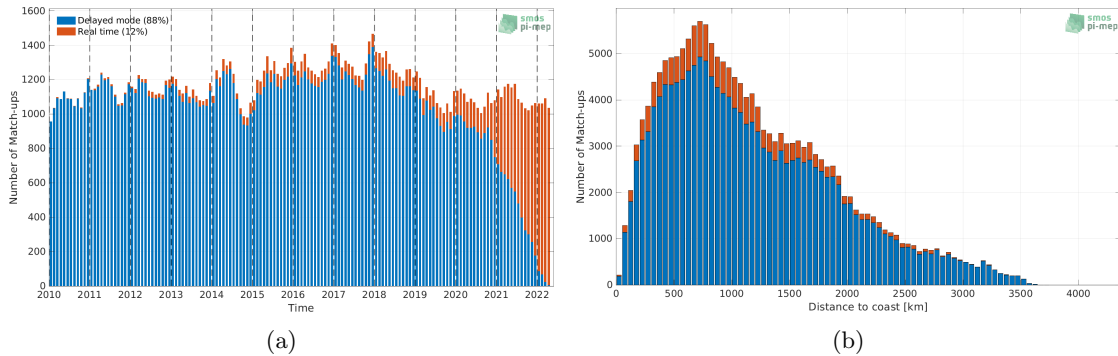 Delayed mode (88%)
Real time (12%)
smos
pi-mep
Number of Match-ups
1600
1400
1200
1000
800
600
400
200
0
2010 2011 2012 2013 2014 2015 2016 2017 2018 2019 2020 2021 2022
Time
(a)
smos
pi-mep
Number of Match-ups
5000
4000
3000
2000
1000
0
0 500 1000 1500 2000 2500 3000 3500 4000
Distance to coast [km]
(b)